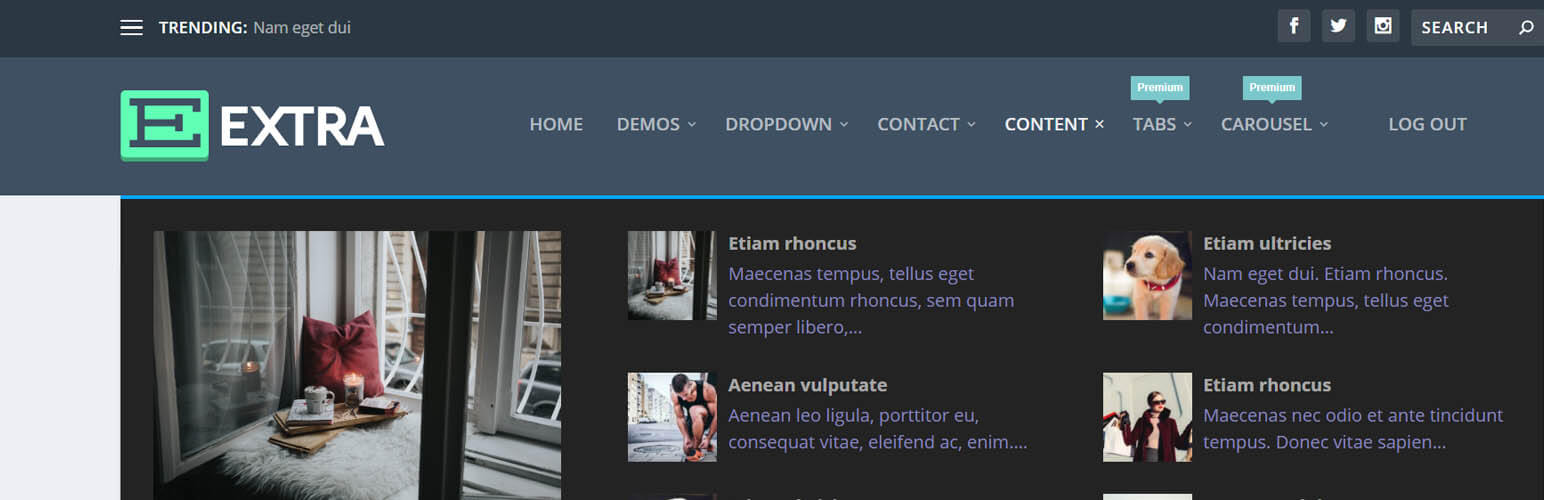 TRENDING: Nam eget dui
SEARCH
E EXTRA
HOME DEMOS DROPDOWN CONTACT CONTENT × Premium TABS Premium CAROUSEL LOG OUT
Etiam rhoncus
Maecenas tempus, tellus eget
condimentum rhoncus, sem quam
semper libero,...
Etiam ultricies
Nam eget dui. Etiam rhoncus.
Maecenas tempus, tellus eget
condimentum...
Aenean vulputate
Aenean leo ligula, porttitor eu,
consequat vitae, eleifend ac, enim....
Etiam rhoncus
Maecenas nec odio et ante tincidunt
tempus. Donec vitae sapien...